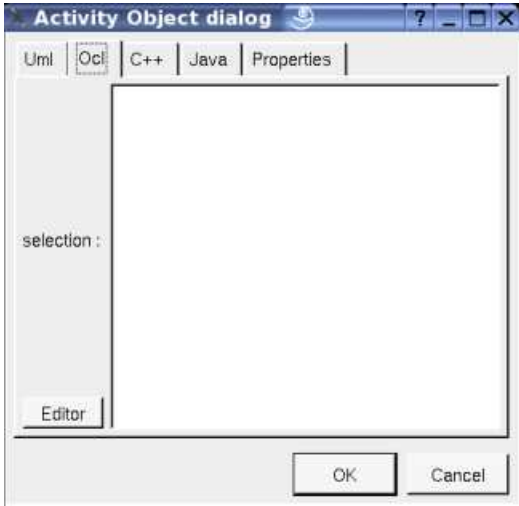 Activity Object dialog
Uml Ocl C++ Java Properties
selection :
Editor
OK Cancel